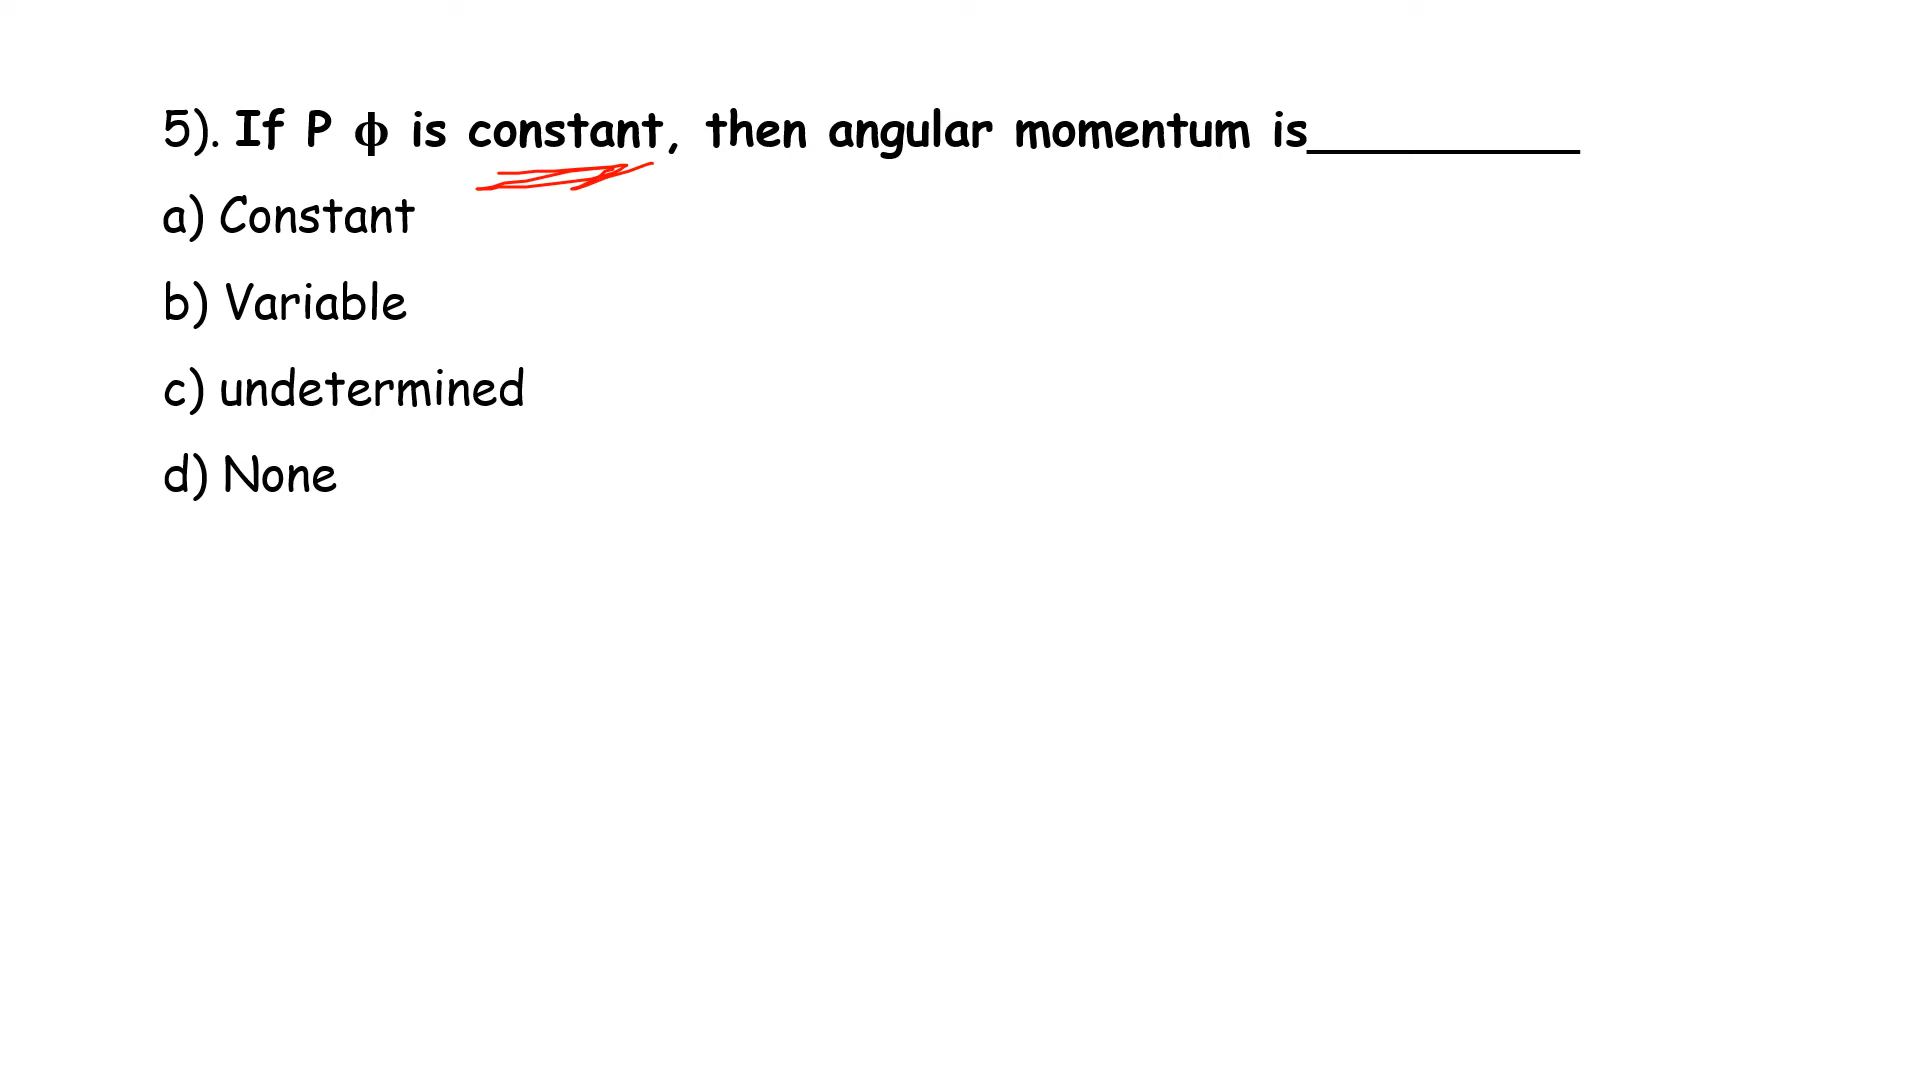 5). If P ϕ is constant, then angular momentum is__________
a) Constant
b) Variable
c) undetermined
d) None